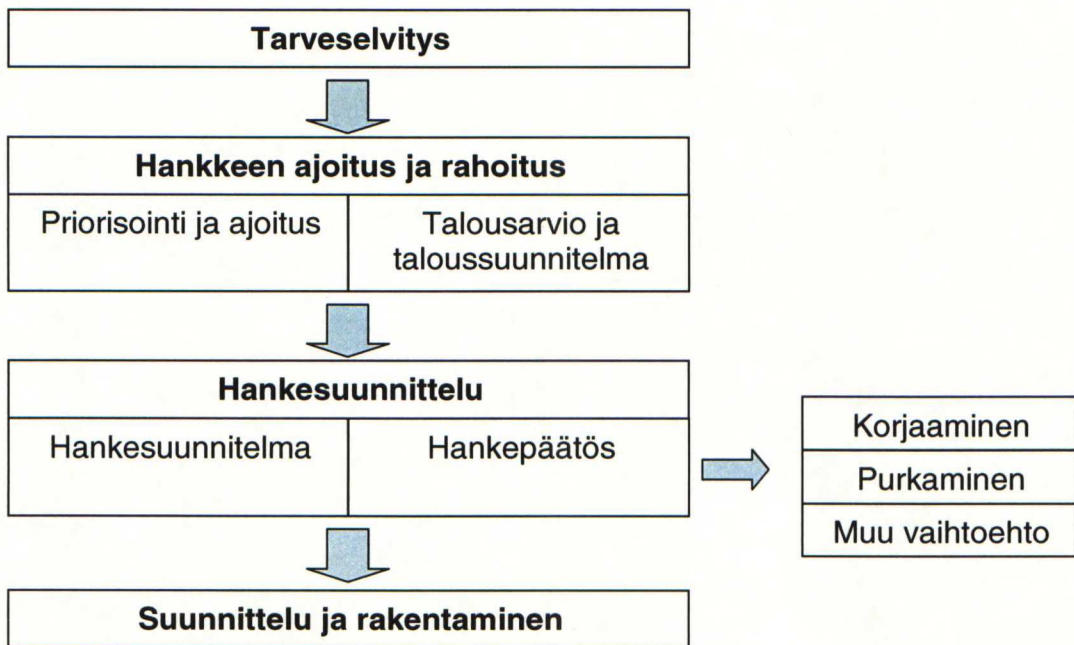 Tarveselvitys
Hankkeen ajoitus ja rahoitus
Priorisointi ja ajoitus
Talousarvio ja
taloussuunnitelma
Hankesuunnittelu
Hankesuunnitelma
Hankepäätös
Korjaaminen
Purkaminen
Muu vaihtoehto
Suunnittelu ja rakentaminen